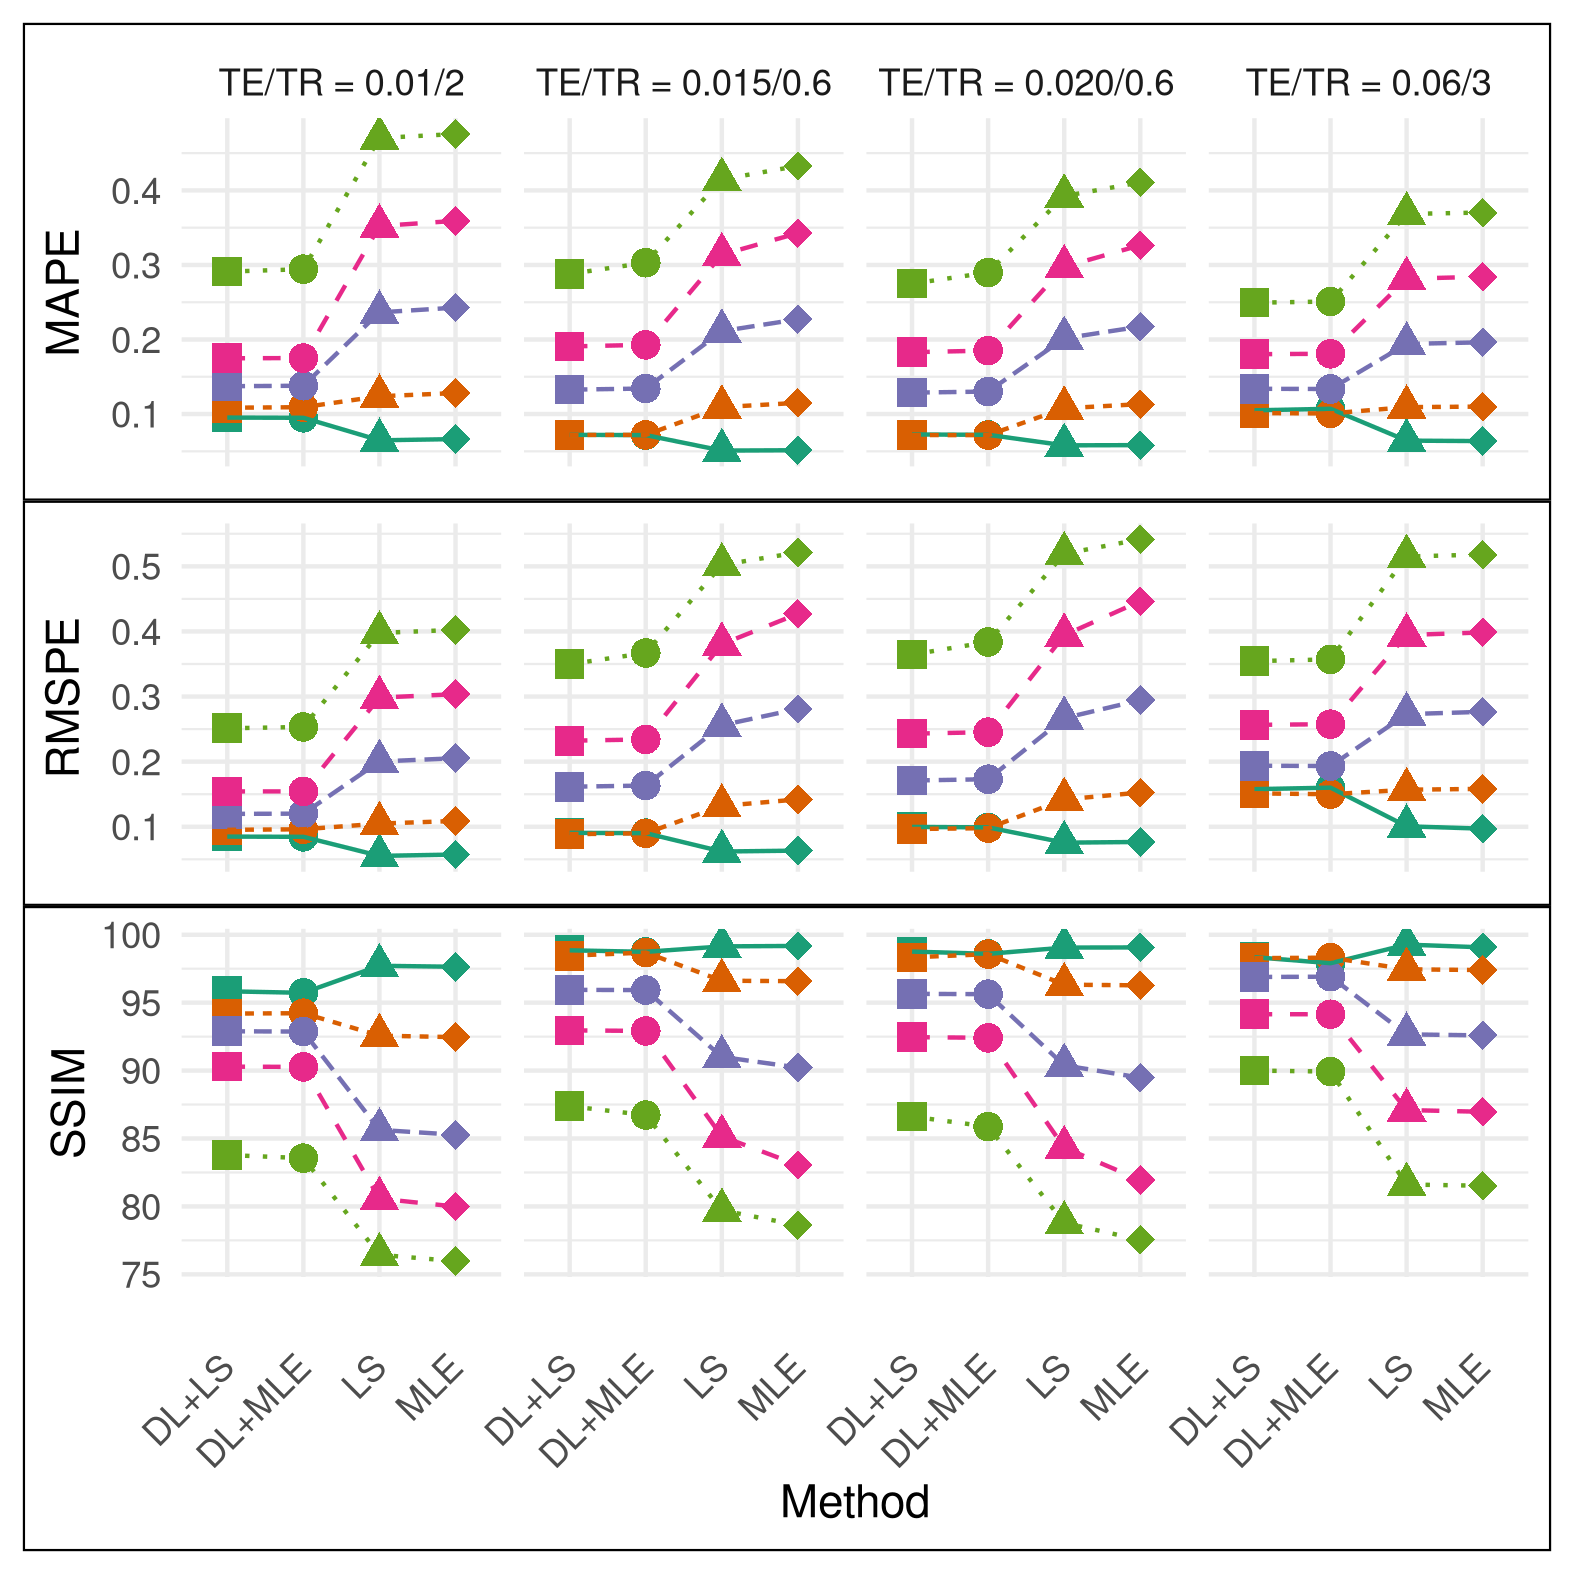 TE/TR = 0.01/2 TE/TR = 0.015/0.6 TE/TR = 0.020/0.6 TE/TR = 0.06/3
MAPE
0.4
0.3
0.2
0.1
RMSPE
0.5
0.4
0.3
0.2
0.1
SSIM
100
95
90
85
80
75
DL+LS DL+MLE LS MLE DL+LS DL+MLE LS MLE DL+LS DL+MLE LS MLE DL+LS DL+MLE LS MLE
Method